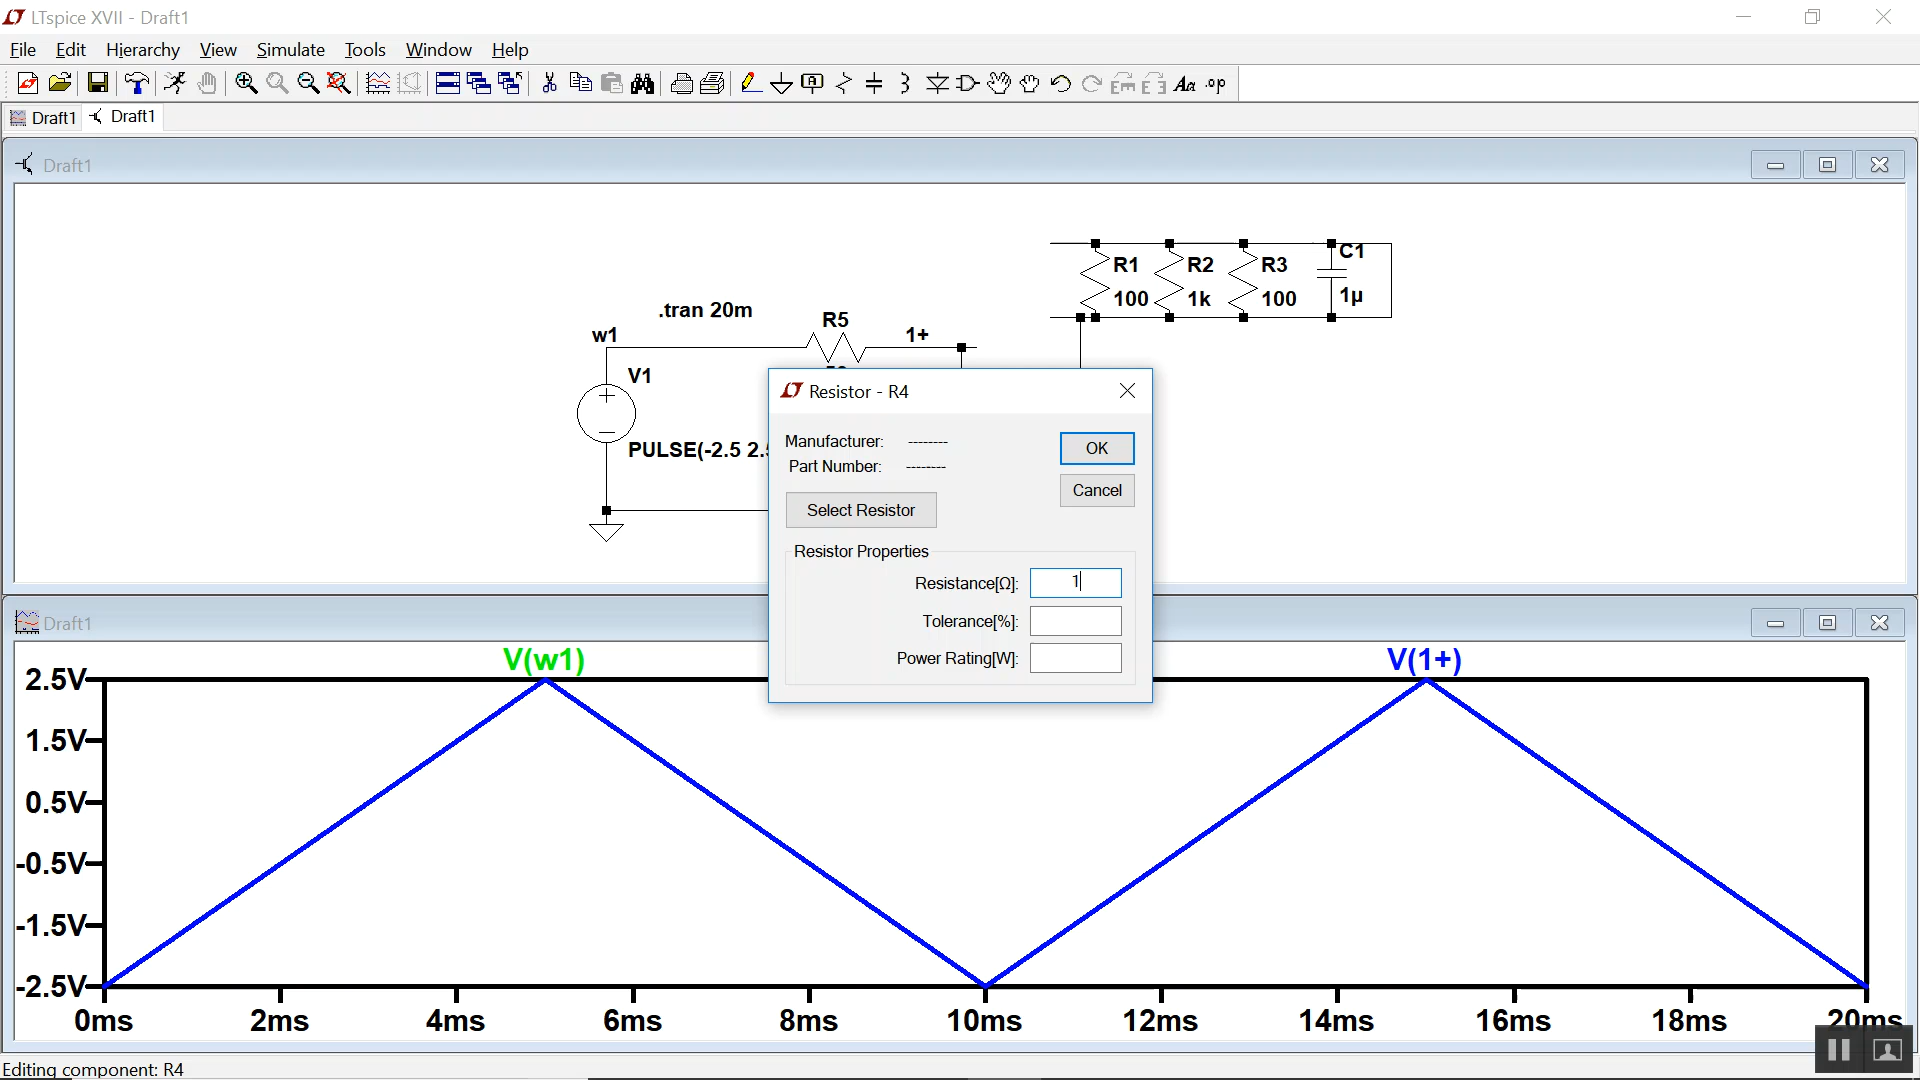 LTspice XVII - Draft1
File Edit Hierarchy View Simulate Tools Window Help
Aa .op
Draft1 Draft1
Draft1
C1
R1 R2 R3
100 1k 100 1µ
.tran 20m
R5
w1 1+
V1
PULSE(-2.5 2.
Resistor - R4
Manufacturer: --------
Part Number: --------
OK
Cancel
Select Resistor
Resistor Properties
Resistance[Ω]: 1
Tolerance[%]:
Power Rating[W]:
Draft1
V(w1) V(1+)
2.5V
1.5V
0.5V
-0.5V
-1.5V
-2.5V
0ms 2ms 4ms 6ms 8ms 10ms 12ms 14ms 16ms 18ms 20ms
Editing component: R4